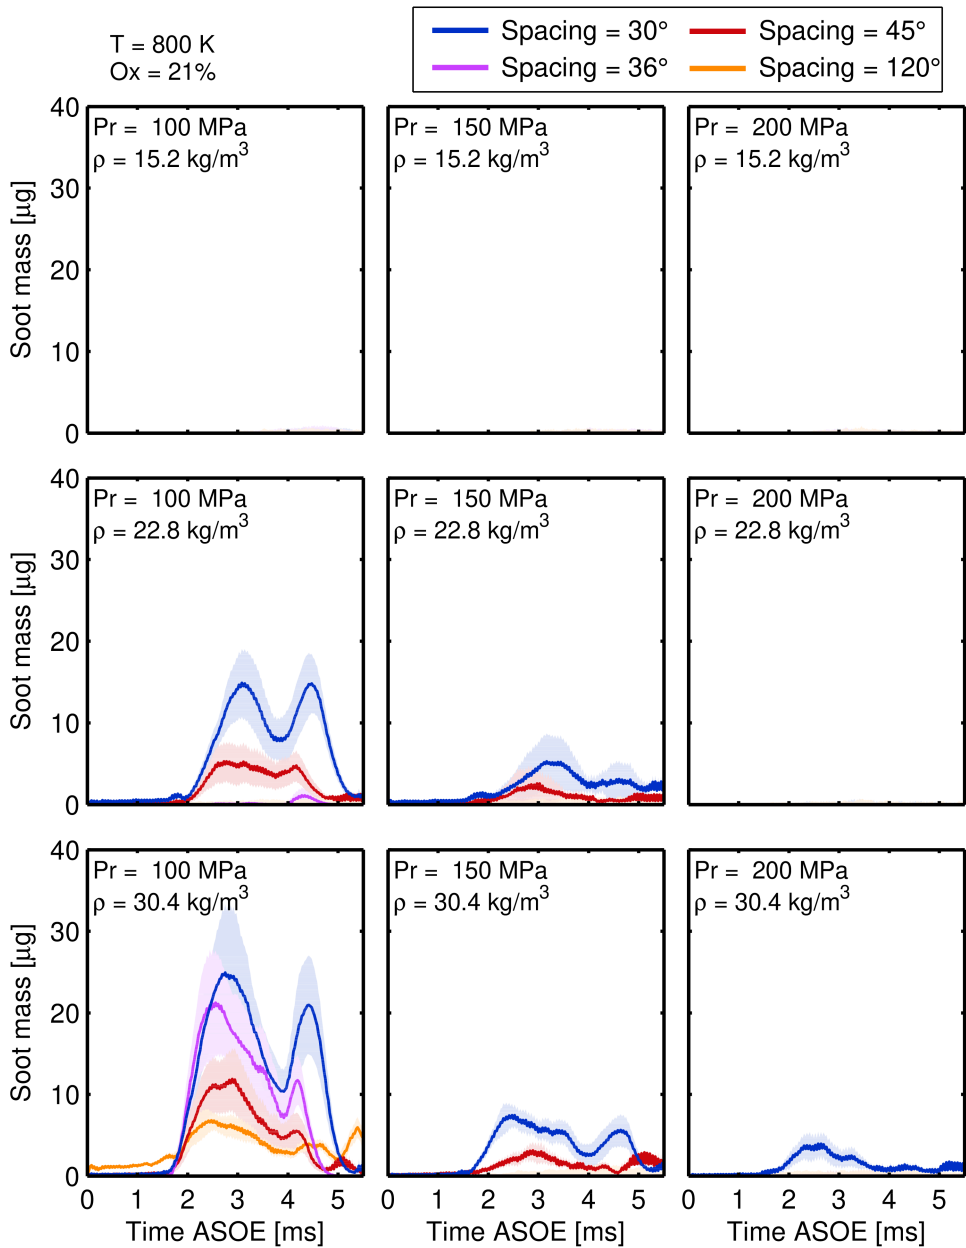 T = 800 K
Ox = 21%
Spacing = 30°
Spacing = 45°
Spacing = 36°
Spacing = 120°
40
30
20
10
0
Soot mass [µg]
Pr = 100 MPa
ρ = 15.2 kg/m³
Pr = 150 MPa
ρ = 15.2 kg/m³
Pr = 200 MPa
ρ = 15.2 kg/m³
40
30
20
10
0
Soot mass [µg]
Pr = 100 MPa
ρ = 22.8 kg/m³
Pr = 150 MPa
ρ = 22.8 kg/m³
Pr = 200 MPa
ρ = 22.8 kg/m³
40
30
20
10
0
Soot mass [µg]
Pr = 100 MPa
ρ = 30.4 kg/m³
Pr = 150 MPa
ρ = 30.4 kg/m³
Pr = 200 MPa
ρ = 30.4 kg/m³
0 1 2 3 4 5
0 1 2 3 4 5
0 1 2 3 4 5
Time ASOE [ms]
Time ASOE [ms]
Time ASOE [ms]